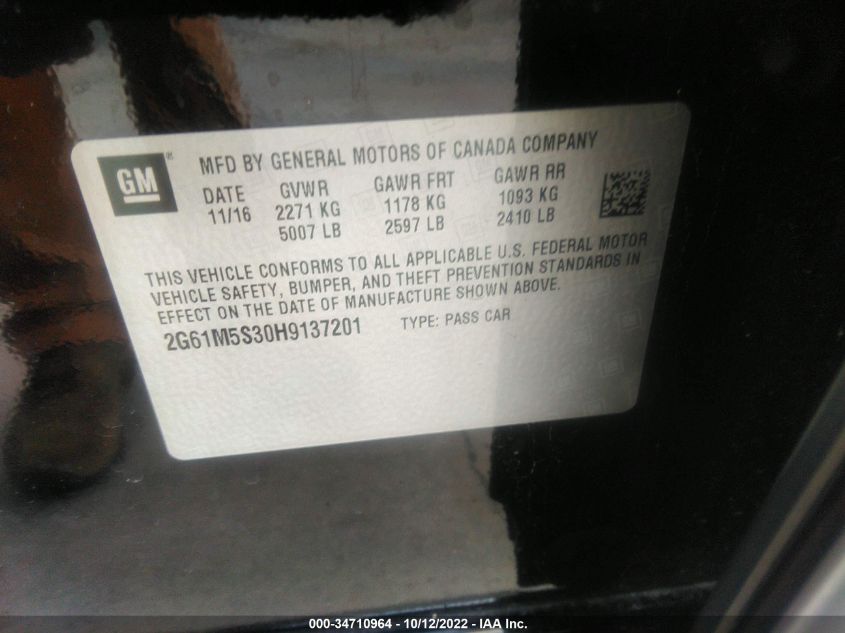 GM ®
MFD BY GENERAL MOTORS OF CANADA COMPANY
DATE GVWR GAWR FRT GAWR RR
11/16 2271 KG 1178 KG 1093 KG
5007 LB 2597 LB 2410 LB
THIS VEHICLE CONFORMS TO ALL APPLICABLE U.S. FEDERAL MOTOR
VEHICLE SAFETY, BUMPER, AND THEFT PREVENTION STANDARDS IN
EFFECT ON THE DATE OF MANUFACTURE SHOWN ABOVE.
2G61M5S30H9137201 TYPE: PASS CAR
000-34710964 - 10/12/2022 - IAA Inc.